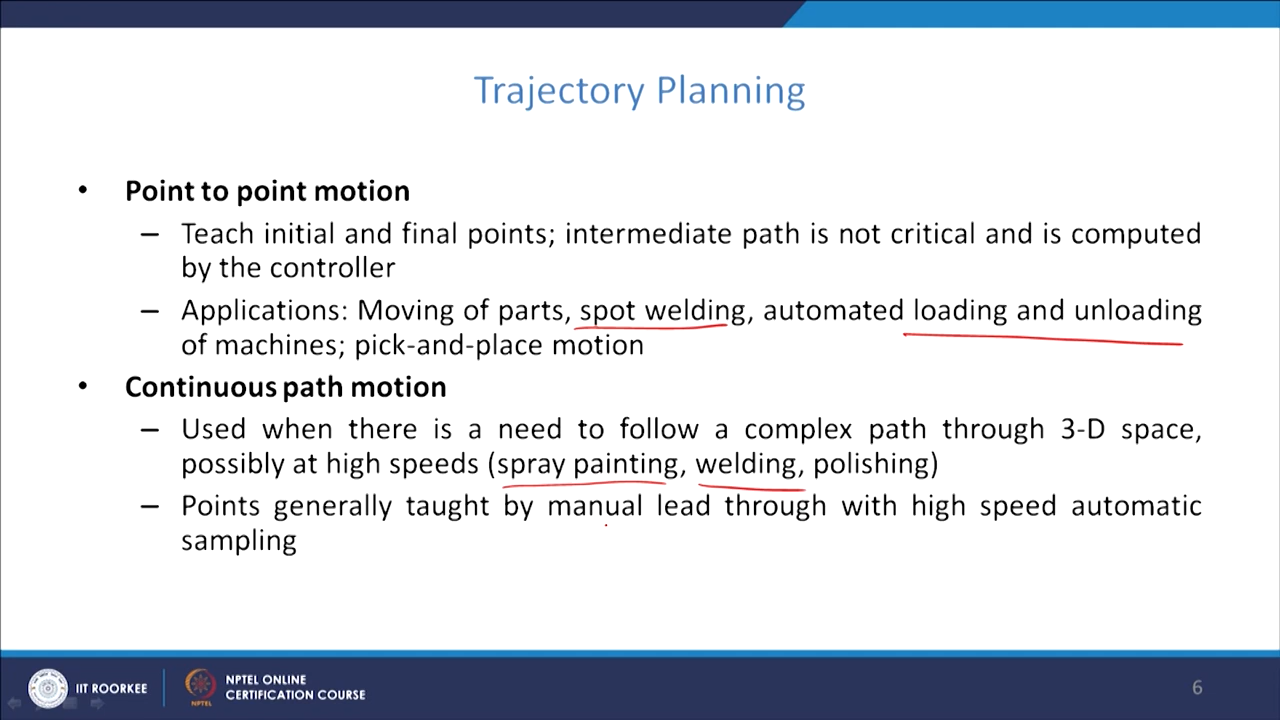 Trajectory Planning
• Point to point motion
– Teach initial and final points; intermediate path is not critical and is computed
by the controller
– Applications: Moving of parts, spot welding, automated loading and unloading
of machines; pick-and-place motion
• Continuous path motion
– Used when there is a need to follow a complex path through 3-D space,
possibly at high speeds (spray painting, welding, polishing)
– Points generally taught by manual lead through with high speed automatic
sampling
IIT ROORKEE
NPTEL
NPTEL ONLINE
CERTIFICATION COURSE
6